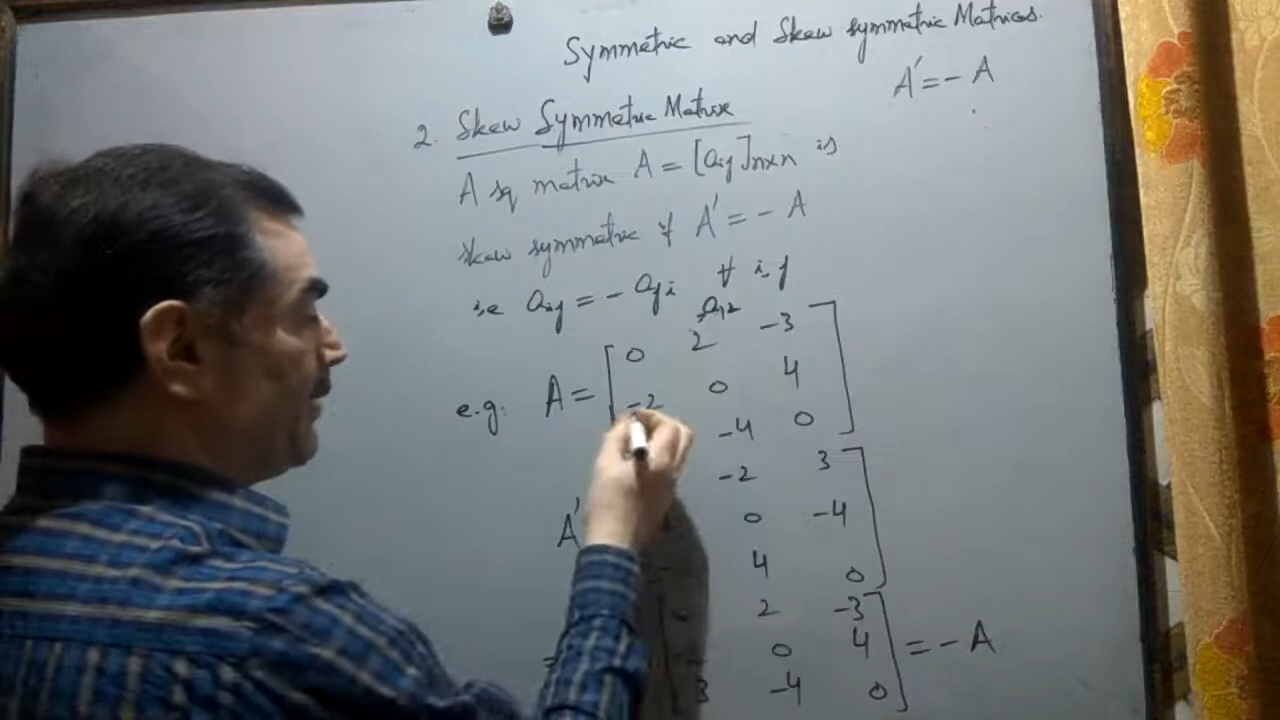 Symmetric and Skew symmetric Matrices.
A' = - A
2. Skew Symmetric Matrix
A sq matrix A = [aij]n×n is
skew symmetric if A' = - A
i.e aij = - aji ∀ i, j
a12
e.g: A = [ 0 2 -3
-2 0 4
-4 0 ]
A' -2 3
0 -4
4 0 ]
= 2 -3
0 4 = - A
3 -4 0 ]